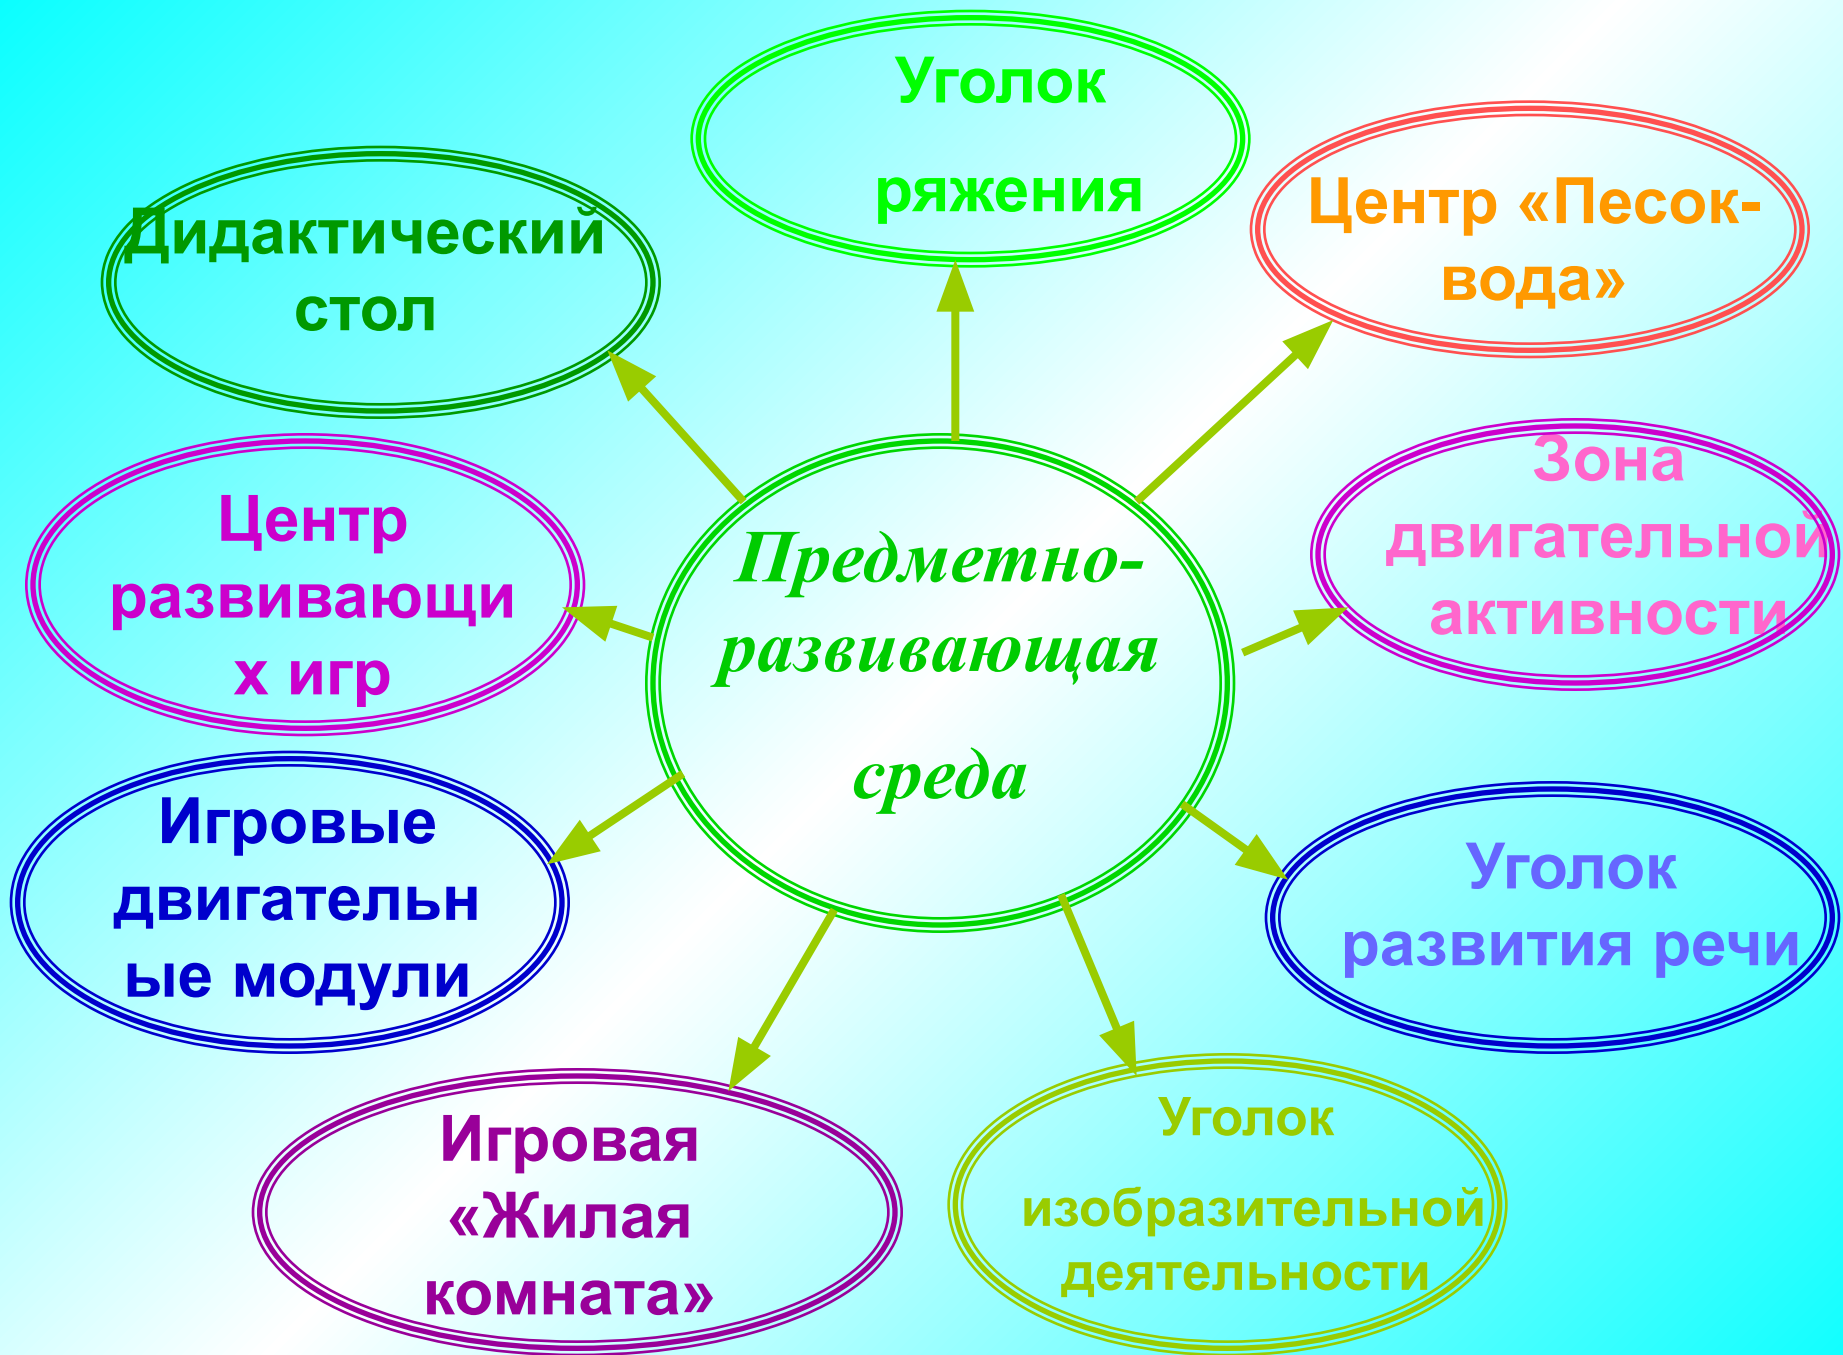 Уголок
ряжения
Дидактический
стол
Центр «Песок-
вода»
Центр
развивающи
х игр
Предметно-
развивающая
среда
Зона
двигательной
активности
Игровые
двигательн
ые модули
Уголок
развития речи
Игровая
«Жилая
комната»
Уголок
изобразительной
деятельности